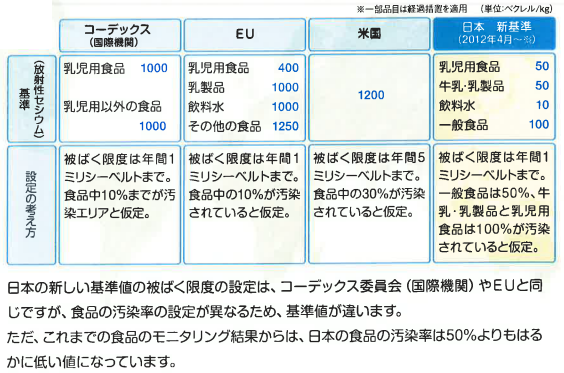 ※一部品目は経過措置を適用 (単位:ベクレル/kg)
コーデックス
(国際機関)
EU
米国
日本 新基準
(2012年4月~※)
基準
(放射性セシウム)
乳児用食品 1000
乳児用以外の食品
1000
乳児用食品 400
乳製品 1000
飲料水 1000
その他の食品 1250
1200
乳児用食品 50
牛乳・乳製品 50
飲料水 10
一般食品 100
設定の考え方
被ばく限度は年間1
ミリシーベルトまで。
食品中10%までが汚
染エリアと仮定。
被ばく限度は年間1
ミリシーベルトまで。
食品中の10%が汚染
されていると仮定。
被ばく限度は年間5
ミリシーベルトまで。
食品中の30%が汚染
されていると仮定。
被ばく限度は年間1
ミリシーベルトまで。
一般食品は50%、牛
乳・乳製品と乳児用
食品は100%が汚染
されていると仮定。
日本の新しい基準値の被ばく限度の設定は、コーデックス委員会(国際機関)やEUと同
じですが、食品の汚染率の設定が異なるため、基準値が違います。
ただ、これまでの食品のモニタリング結果からは、日本の食品の汚染率は50%よりもはる
かに低い値になっています。